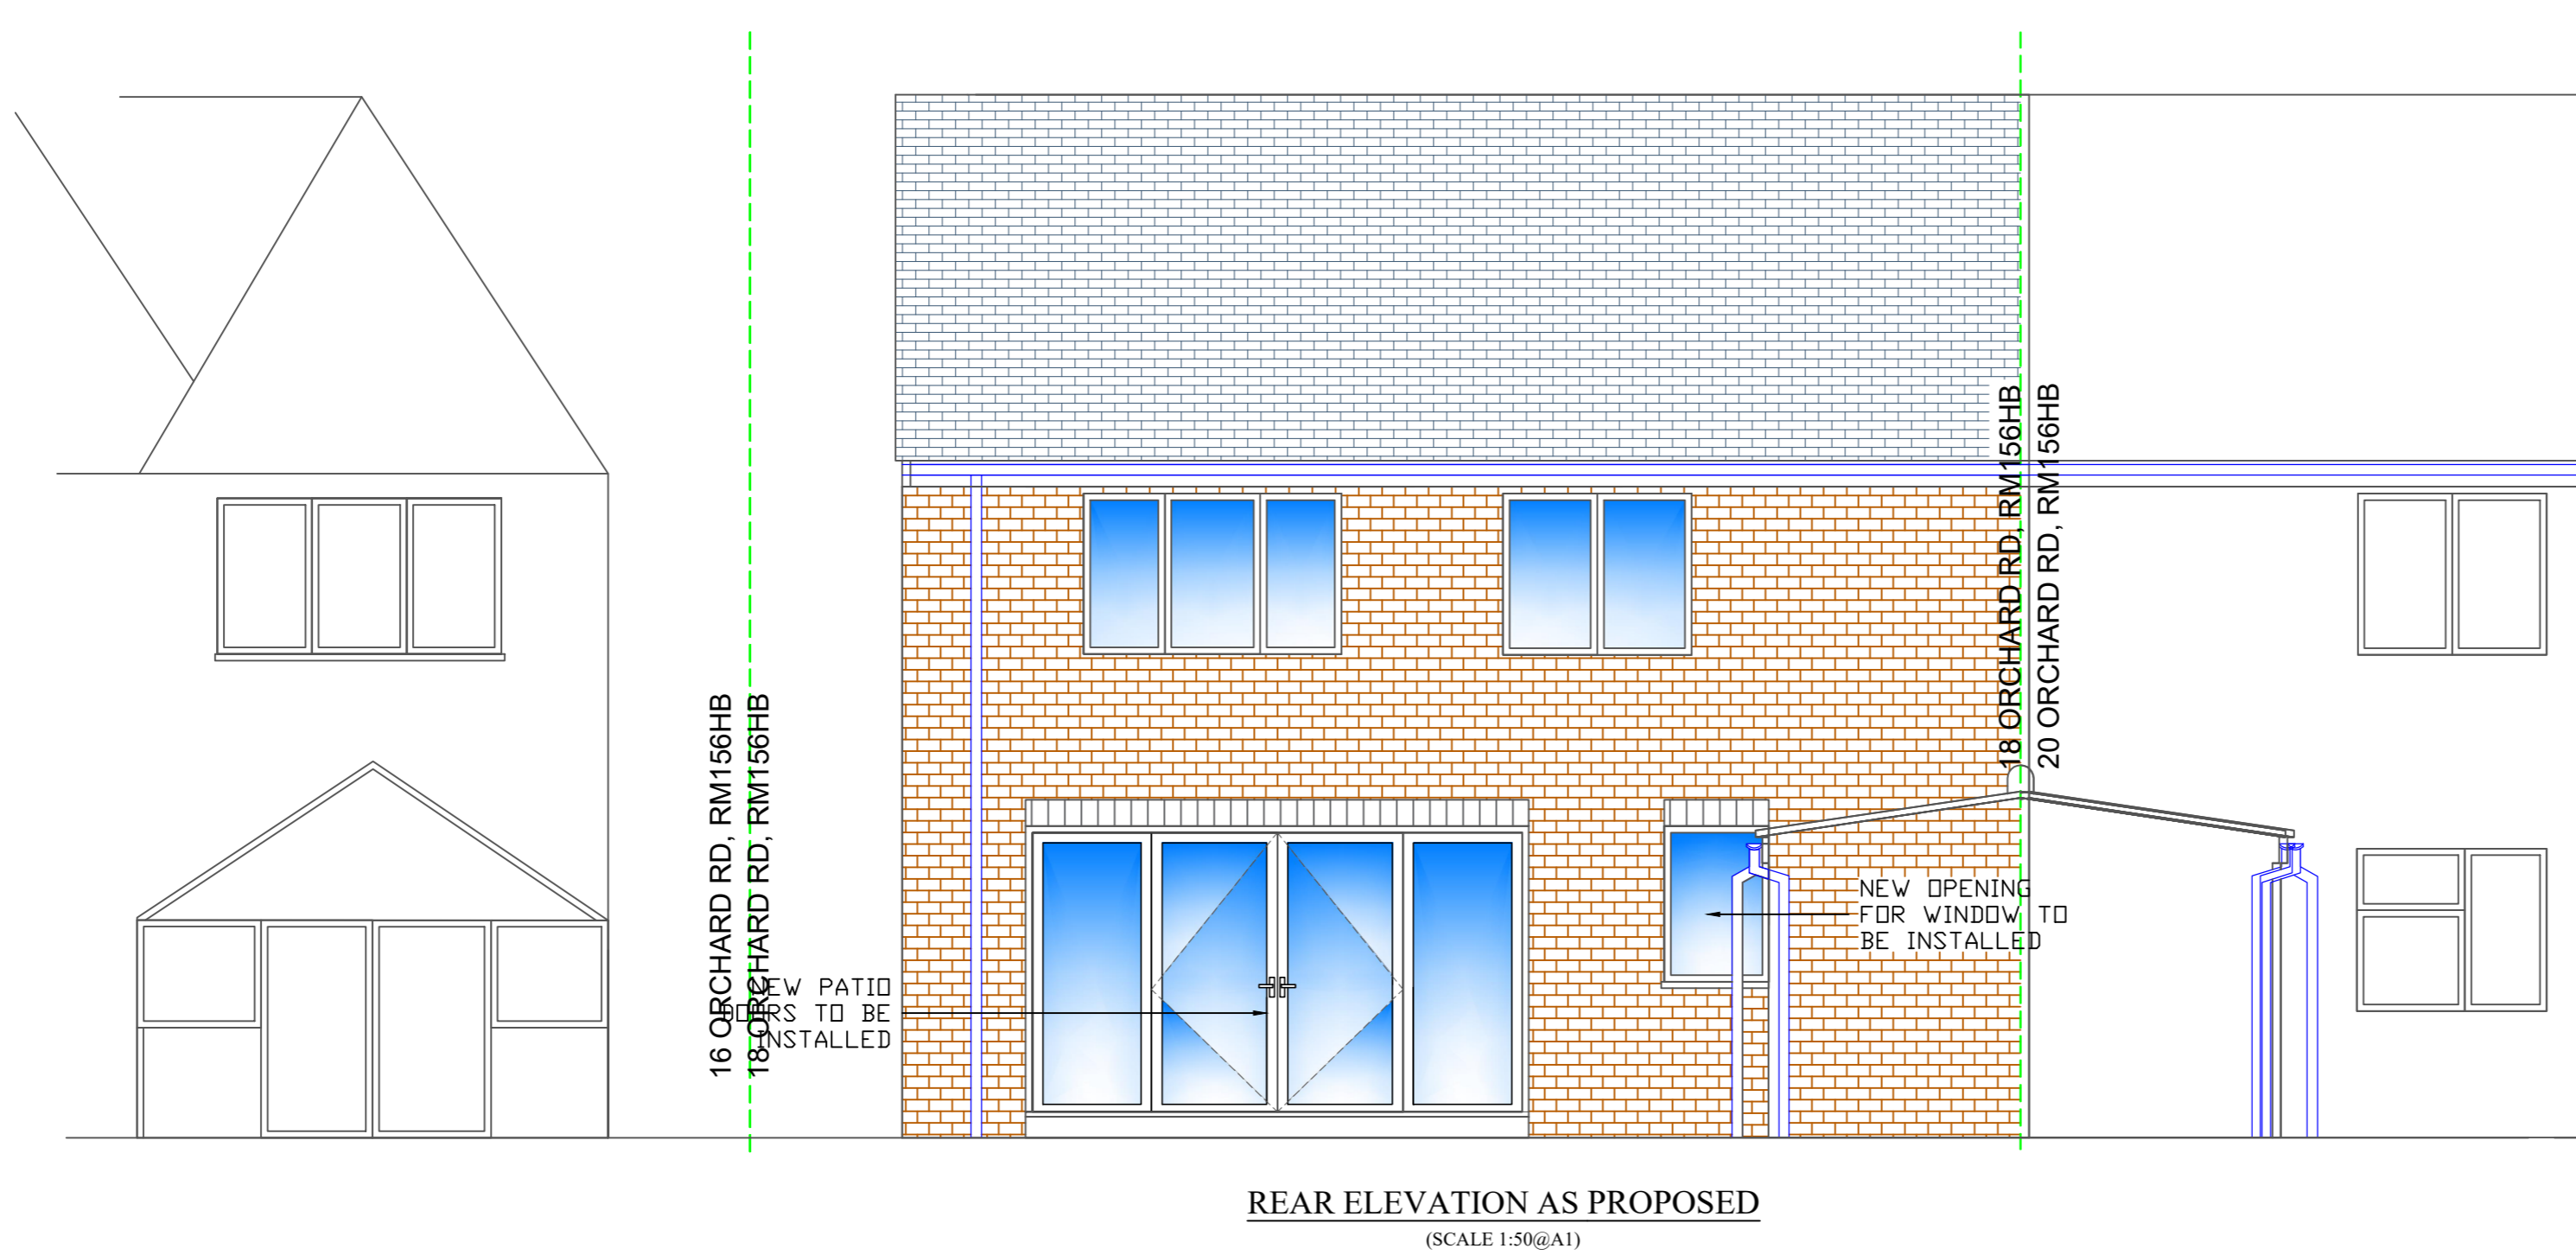 16 ORCHARD RD, RM156HB
18 ORCHARD RD, RM156HB
NEW PATIO
DOORS TO BE
INSTALLED
18 ORCHARD RD, RM156HB
20 ORCHARD RD, RM156HB
NEW OPENING
FOR WINDOW TO
BE INSTALLED
REAR ELEVATION AS PROPOSED
(SCALE 1:50@A1)